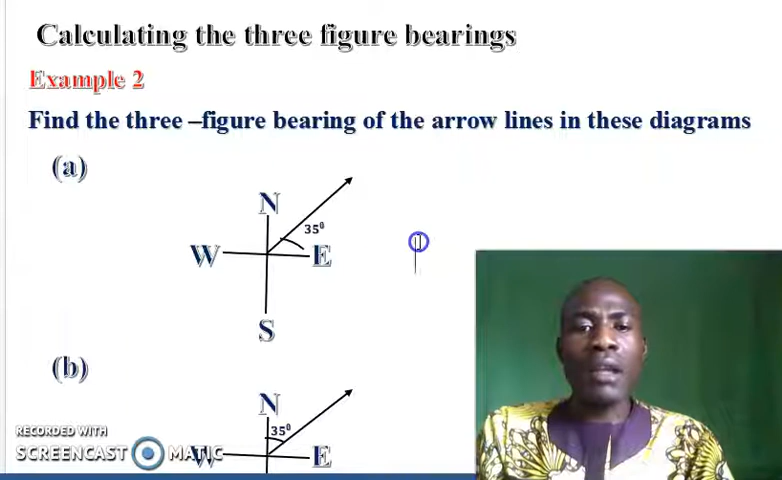 Calculating the three figure bearings
Example 2
Find the three –figure bearing of the arrow lines in these diagrams
(a)
N
35⁰
W
E
S
(b)
N
35⁰
W
E
RECORDED WITH
SCREENCAST MATIC